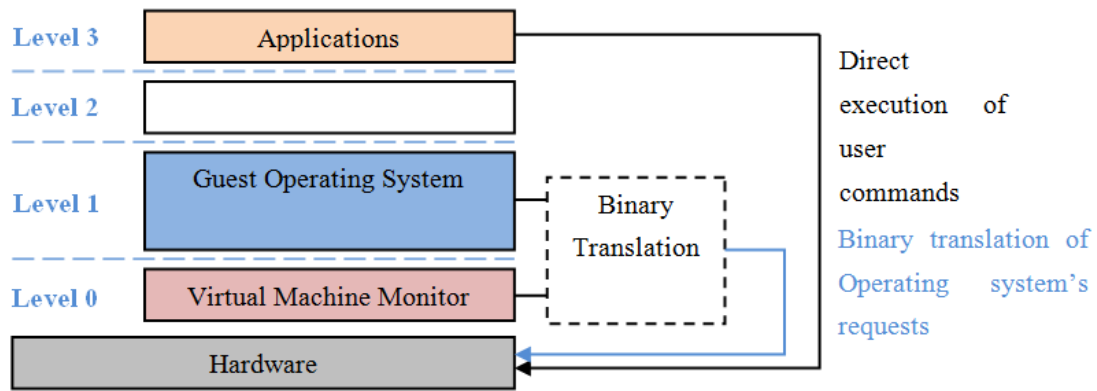 Level 3
Applications
Level 2
Level 1
Guest Operating System
Level 0
Virtual Machine Monitor
Hardware
Binary
Translation
Direct
execution of
user
commands
Binary translation of
Operating system's
requests